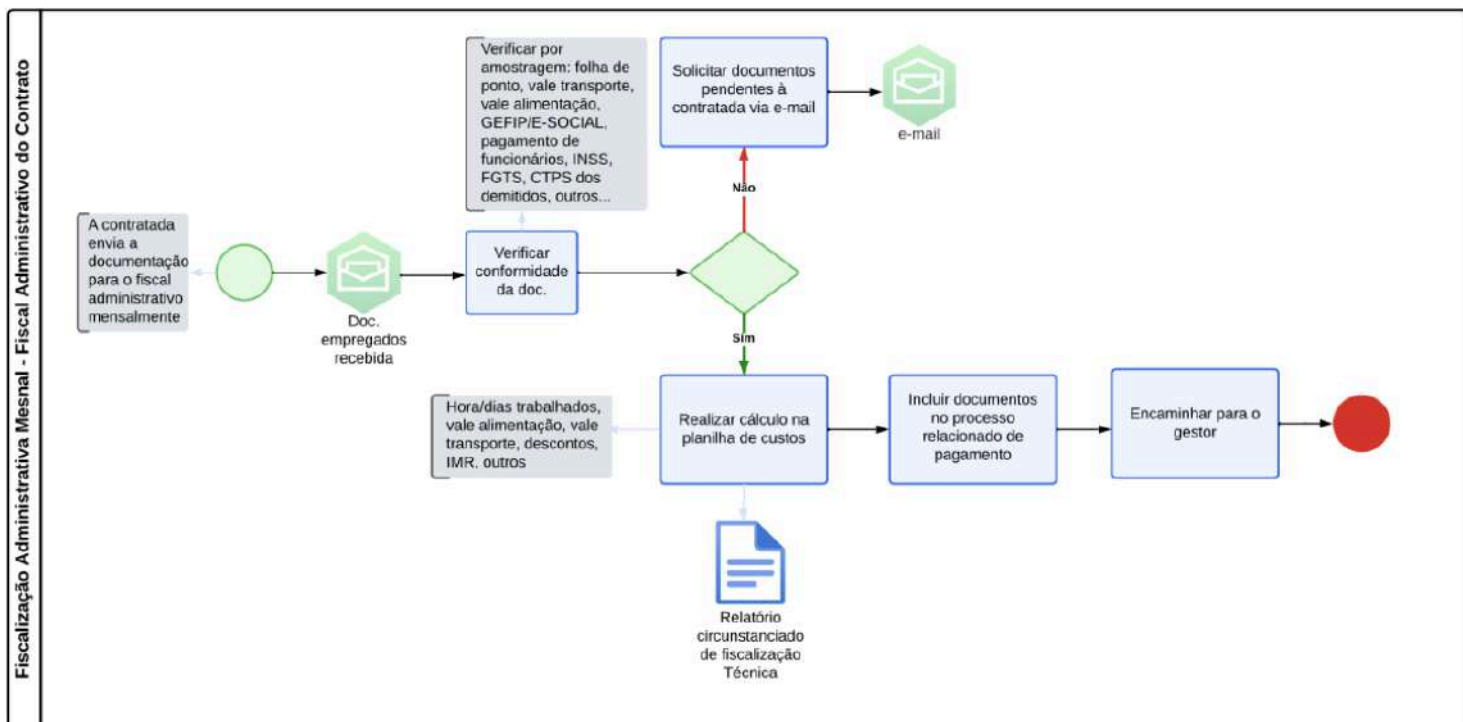 Fiscalização Administrativa Mesnal - Fiscal Administrativo do Contrato
A contratada
envia a
documentação
para o fiscal
administrativo
mensalmente
Doc.
empregados
recebida
Verificar por
amostragem: folha de
ponto, vale transporte,
vale alimentação,
GEFIP/E-SOCIAL,
pagamento de
funcionários, INSS,
FGTS, CTPS dos
demitidos, outros...
Verificar
conformidade
da doc.
Solicitar documentos
pendentes à
contratada via e-mail
e-mail
Não
Sim
Hora/dias trabalhados,
vale alimentação, vale
transporte, descontos,
IMR, outros
Realizar cálculo na
planilha de custos
Incluir documentos
no processo
relacionado de
pagamento
Encaminhar para o
gestor
Relatório
circunstanciado
de fiscalização
Técnica